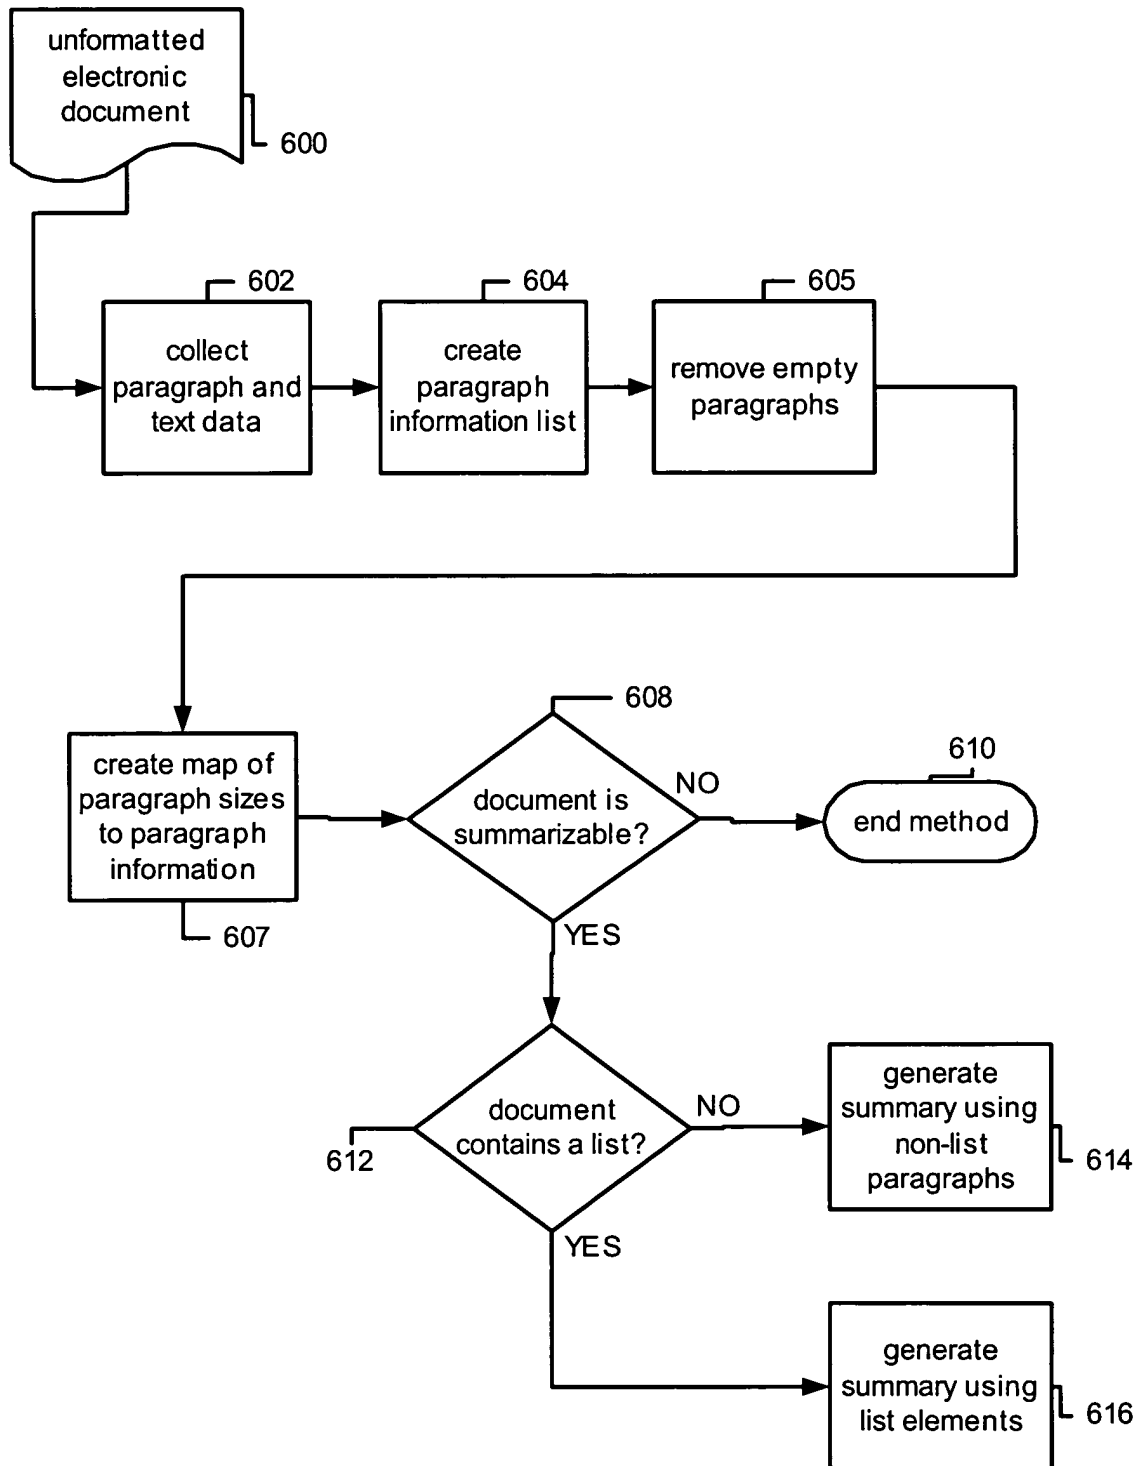 unformatted
electronic
document
600
602
604
605
collect
paragraph and
text data
create
paragraph
information list
remove empty
paragraphs
608
610
create map of
paragraph sizes
to paragraph
information
607
document is
summarizable?
NO
end method
YES
document
contains a list?
612
NO
generate
summary using
non-list
paragraphs
614
YES
generate
summary using
list elements
616